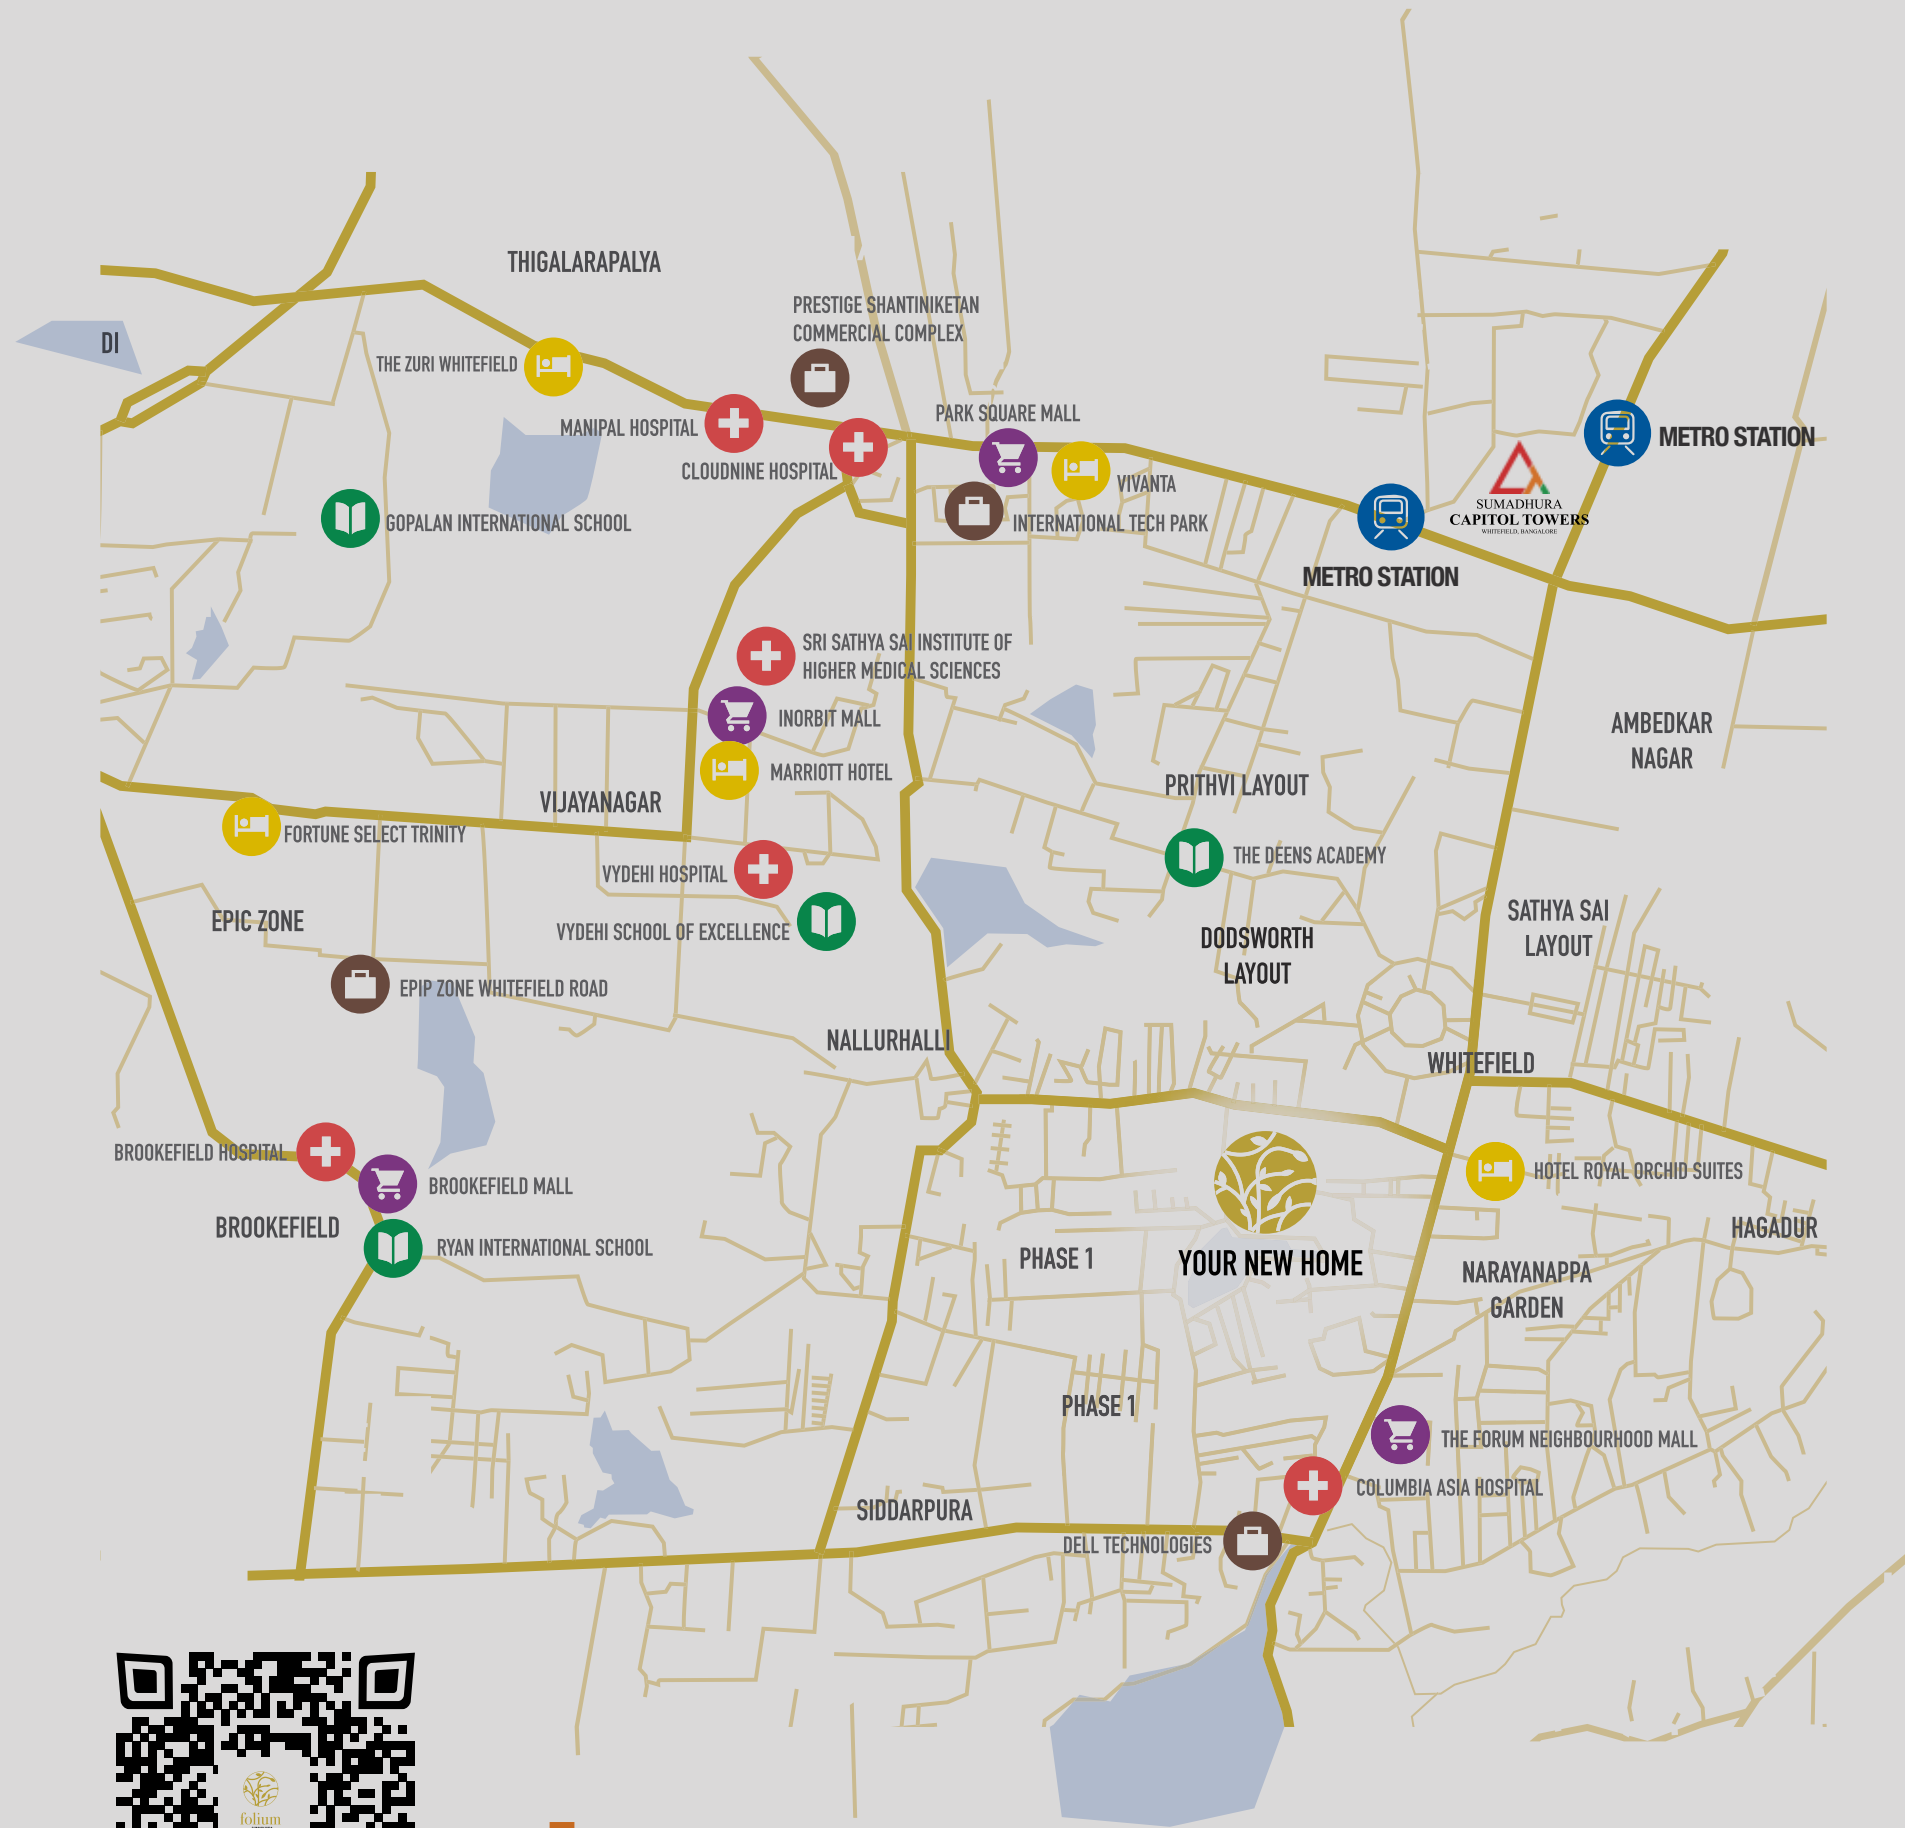 THIGALARAPALYA
PRESTIGE SHANTINIKETAN
COMMERCIAL COMPLEX
DI
THE ZURI WHITEFIELD
PARK SQUARE MALL
MANIPAL HOSPITAL
METRO STATION
CLOUDNINE HOSPITAL
VIVANTA
SUMADHURA
CAPITOL TOWERS
WHITEFIELD, BANGALORE
GOPALAN INTERNATIONAL SCHOOL
INTERNATIONAL TECH PARK
METRO STATION
SRI SATHYA SAI INSTITUTE OF
HIGHER MEDICAL SCIENCES
INORBIT MALL
AMBEDKAR
NAGAR
MARRIOTT HOTEL
PRITHVI LAYOUT
VIJAYANAGAR
FORTUNE SELECT TRINITY
THE DEENS ACADEMY
VYDEHI HOSPITAL
EPIC ZONE
VYDEHI SCHOOL OF EXCELLENCE
SATHYA SAI
LAYOUT
DODSWORTH
LAYOUT
EPIP ZONE WHITEFIELD ROAD
NALLURHALLI
WHITEFIELD
BROOKEFIELD HOSPITAL
BROOKEFIELD MALL
HOTEL ROYAL ORCHID SUITES
BROOKEFIELD
HAGADUR
RYAN INTERNATIONAL SCHOOL
PHASE 1
YOUR NEW HOME
NARAYANAPPA
GARDEN
PHASE 1
THE FORUM NEIGHBOURHOOD MALL
COLUMBIA ASIA HOSPITAL
SIDDARPURA
DELL TECHNOLOGIES
folium